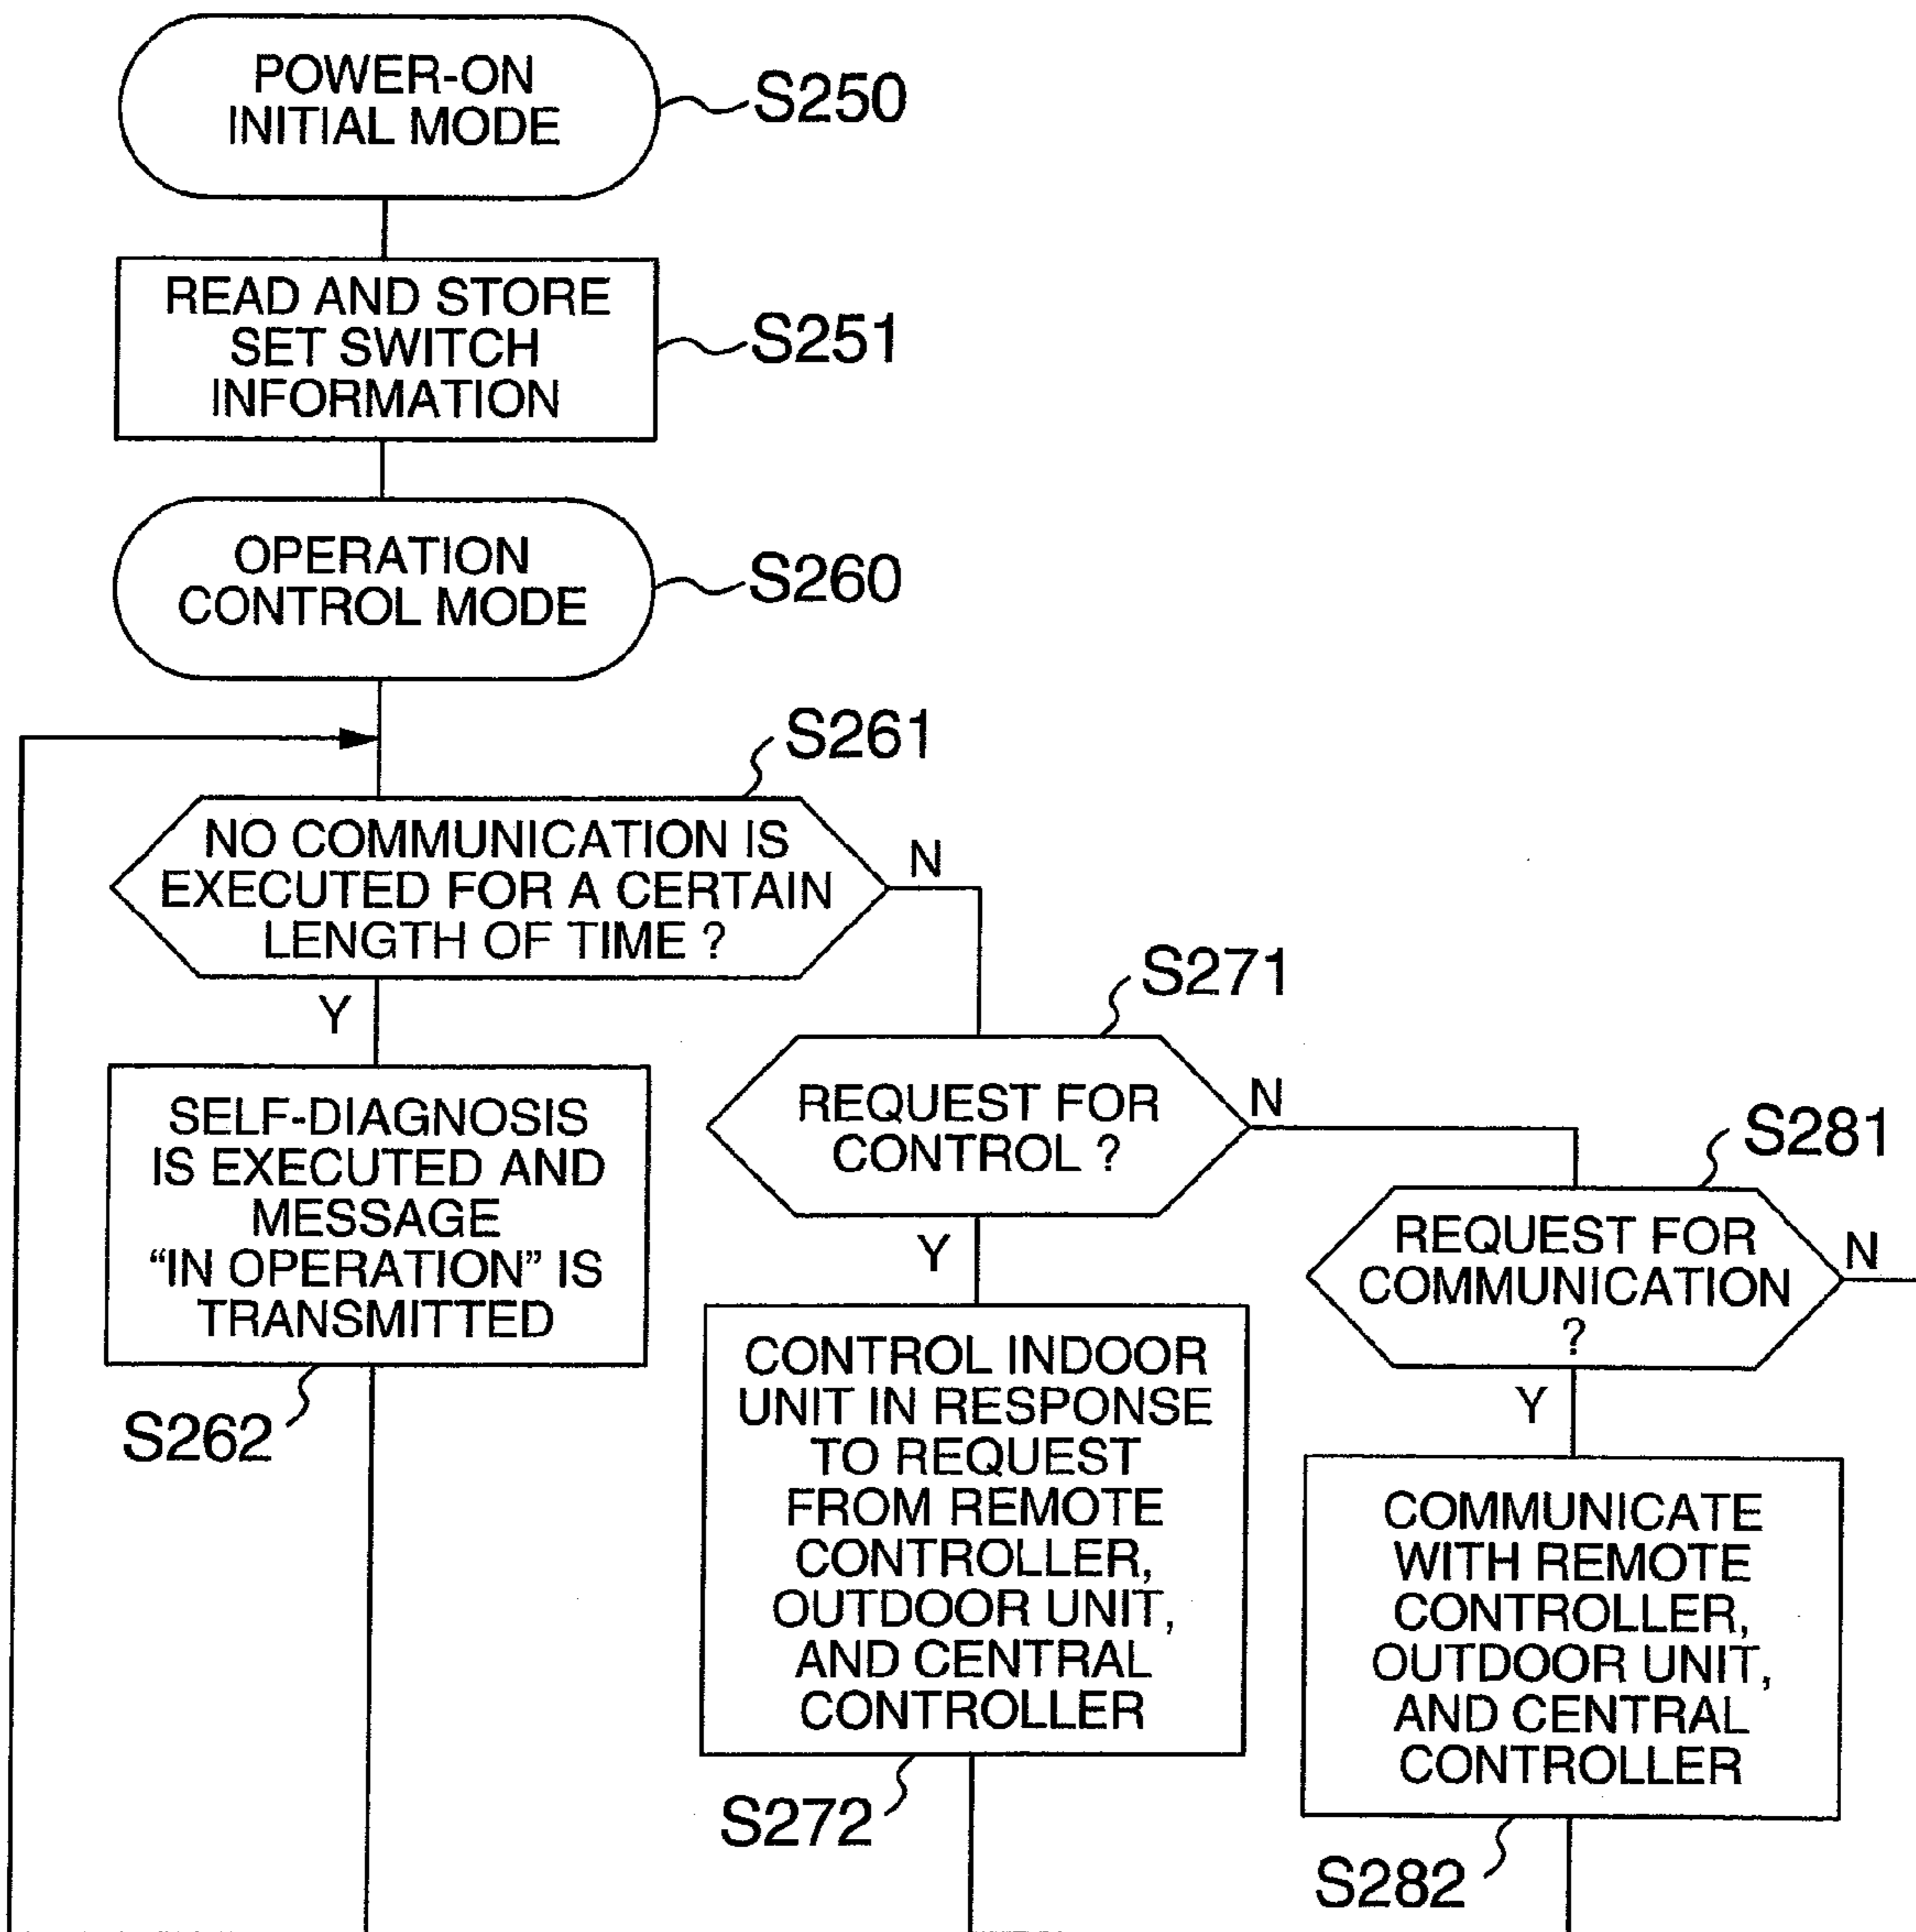 POWER-ON
INITIAL MODE
S250
READ AND STORE
SET SWITCH
INFORMATION
S251
OPERATION
CONTROL MODE
S260
S261
NO COMMUNICATION IS
EXECUTED FOR A CERTAIN
LENGTH OF TIME ?
N
Y
S271
REQUEST FOR
CONTROL ?
N
Y
S281
REQUEST FOR
COMMUNICATION
?
N
Y
SELF-DIAGNOSIS
IS EXECUTED AND
MESSAGE
“IN OPERATION” IS
TRANSMITTED
S262
CONTROL INDOOR
UNIT IN RESPONSE
TO REQUEST
FROM REMOTE
CONTROLLER,
OUTDOOR UNIT,
AND CENTRAL
CONTROLLER
S272
COMMUNICATE
WITH REMOTE
CONTROLLER,
OUTDOOR UNIT,
AND CENTRAL
CONTROLLER
S282